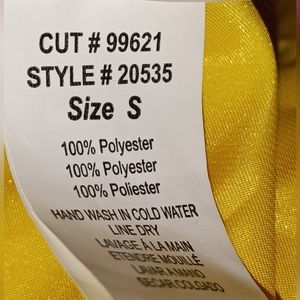 CUT # 99621
STYLE # 20535
Size S
100% Polyester
100% Polyester
100% Poliester
HAND WASH IN COLD WATER
LINE DRY
LAVAGE À LA MAIN
ETENDRE MOUILLÉ
LAVAR A MANO
SECAR COLGADO